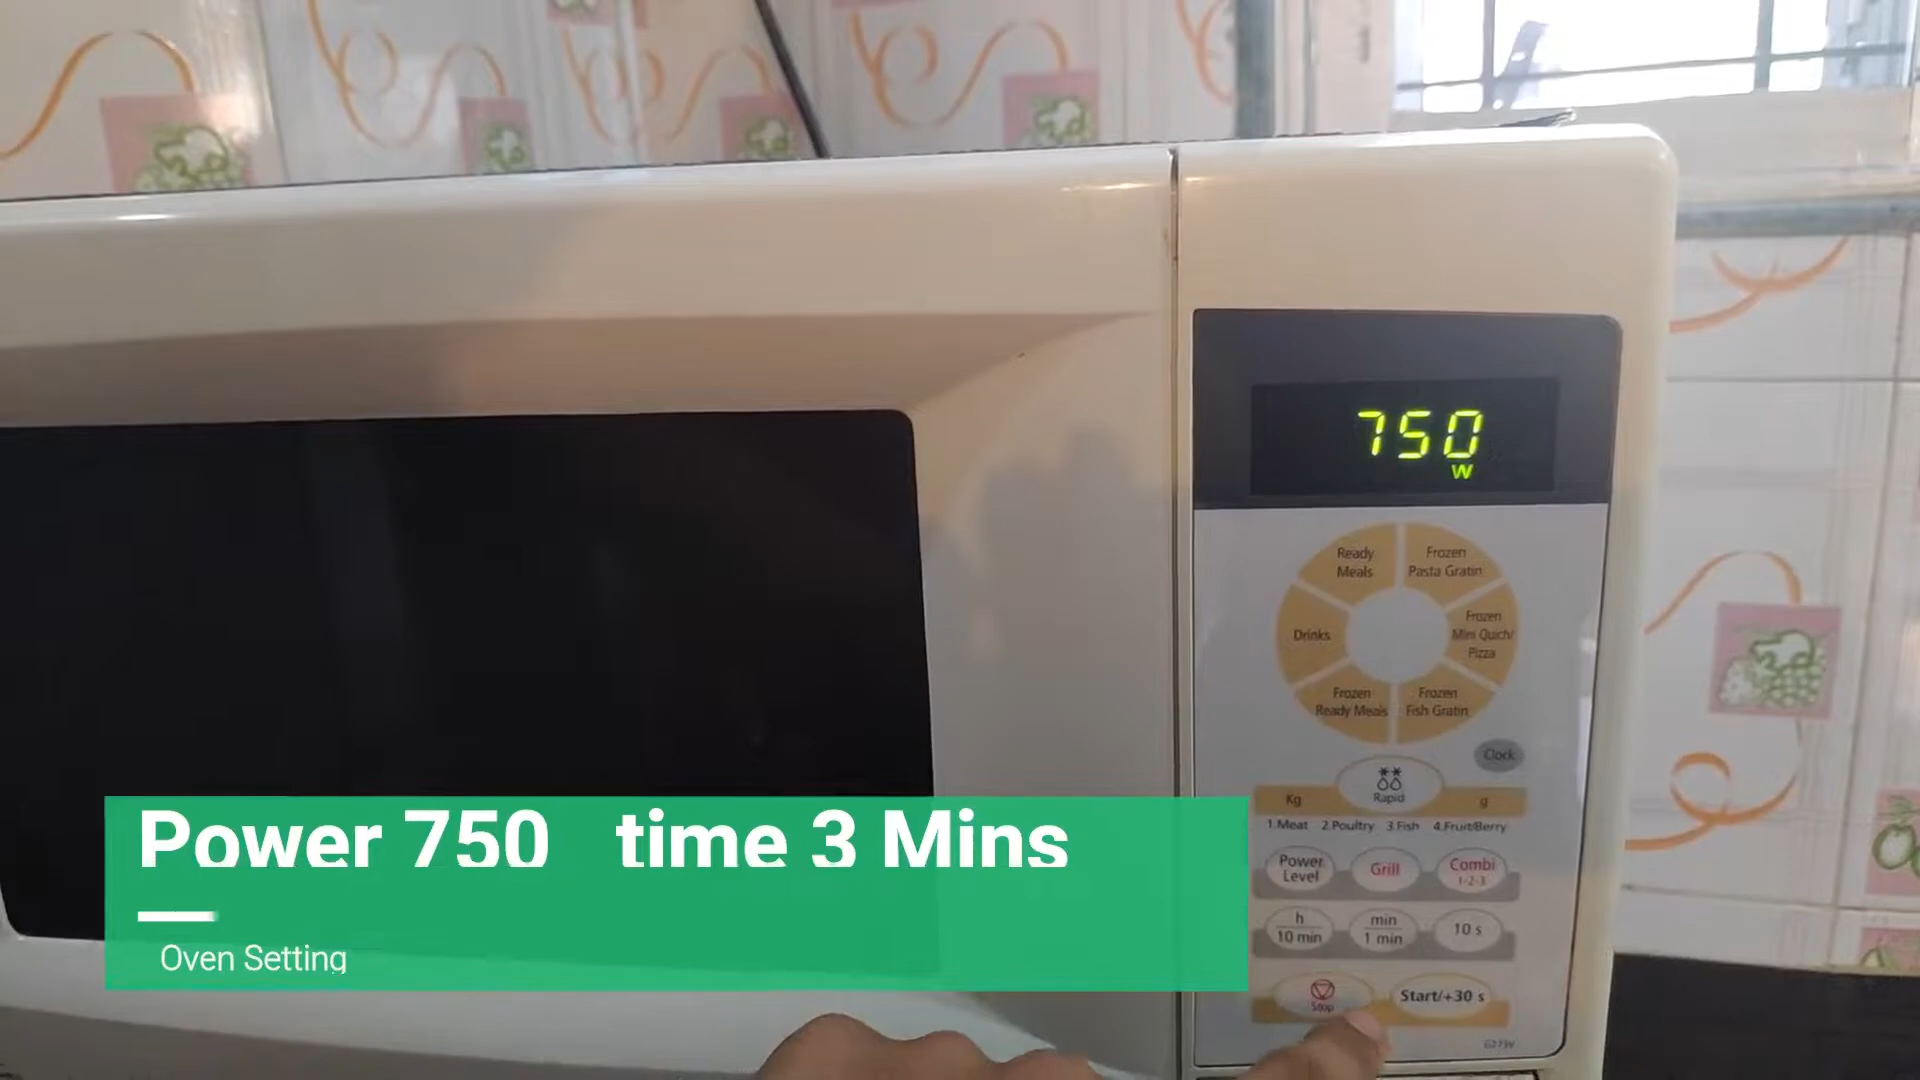 750
W
Ready
Meals
Frozen
Pasta Gratin
Drinks
Frozen
Mini Quich/
Pizza
Frozen
Ready Meals
Frozen
Fish Gratin
Clock
Rapid
Kg
g
1.Meat 2.Poultry 3.Fish 4.Fruit/Berry
Power
Level
Grill
Combi
1-2-3
h
10 min
min
1 min
10 s
Stop
Start/+30 s
Power 750 time 3 Mins
Oven Setting